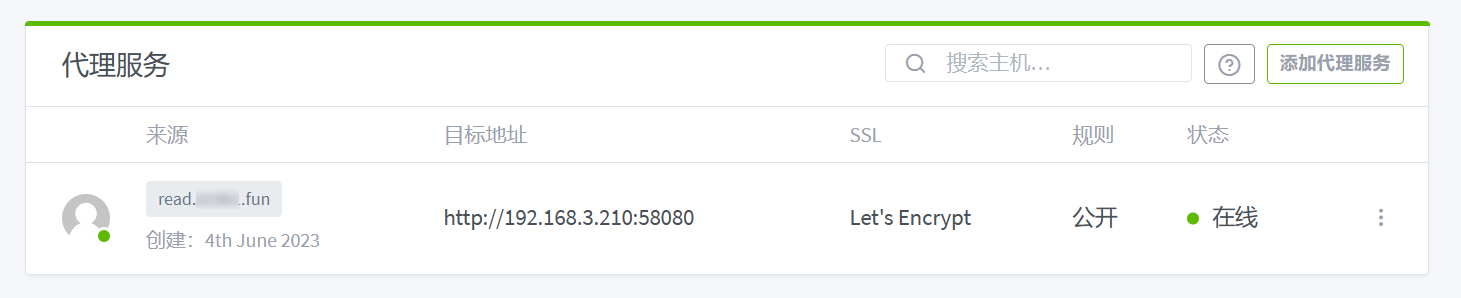 代理服务 搜索主机... 添加代理服务
来源 目标地址 SSL 规则 状态
read. .fun
http://192.168.3.210:58080 Let's Encrypt 公开 在线
创建：4th June 2023